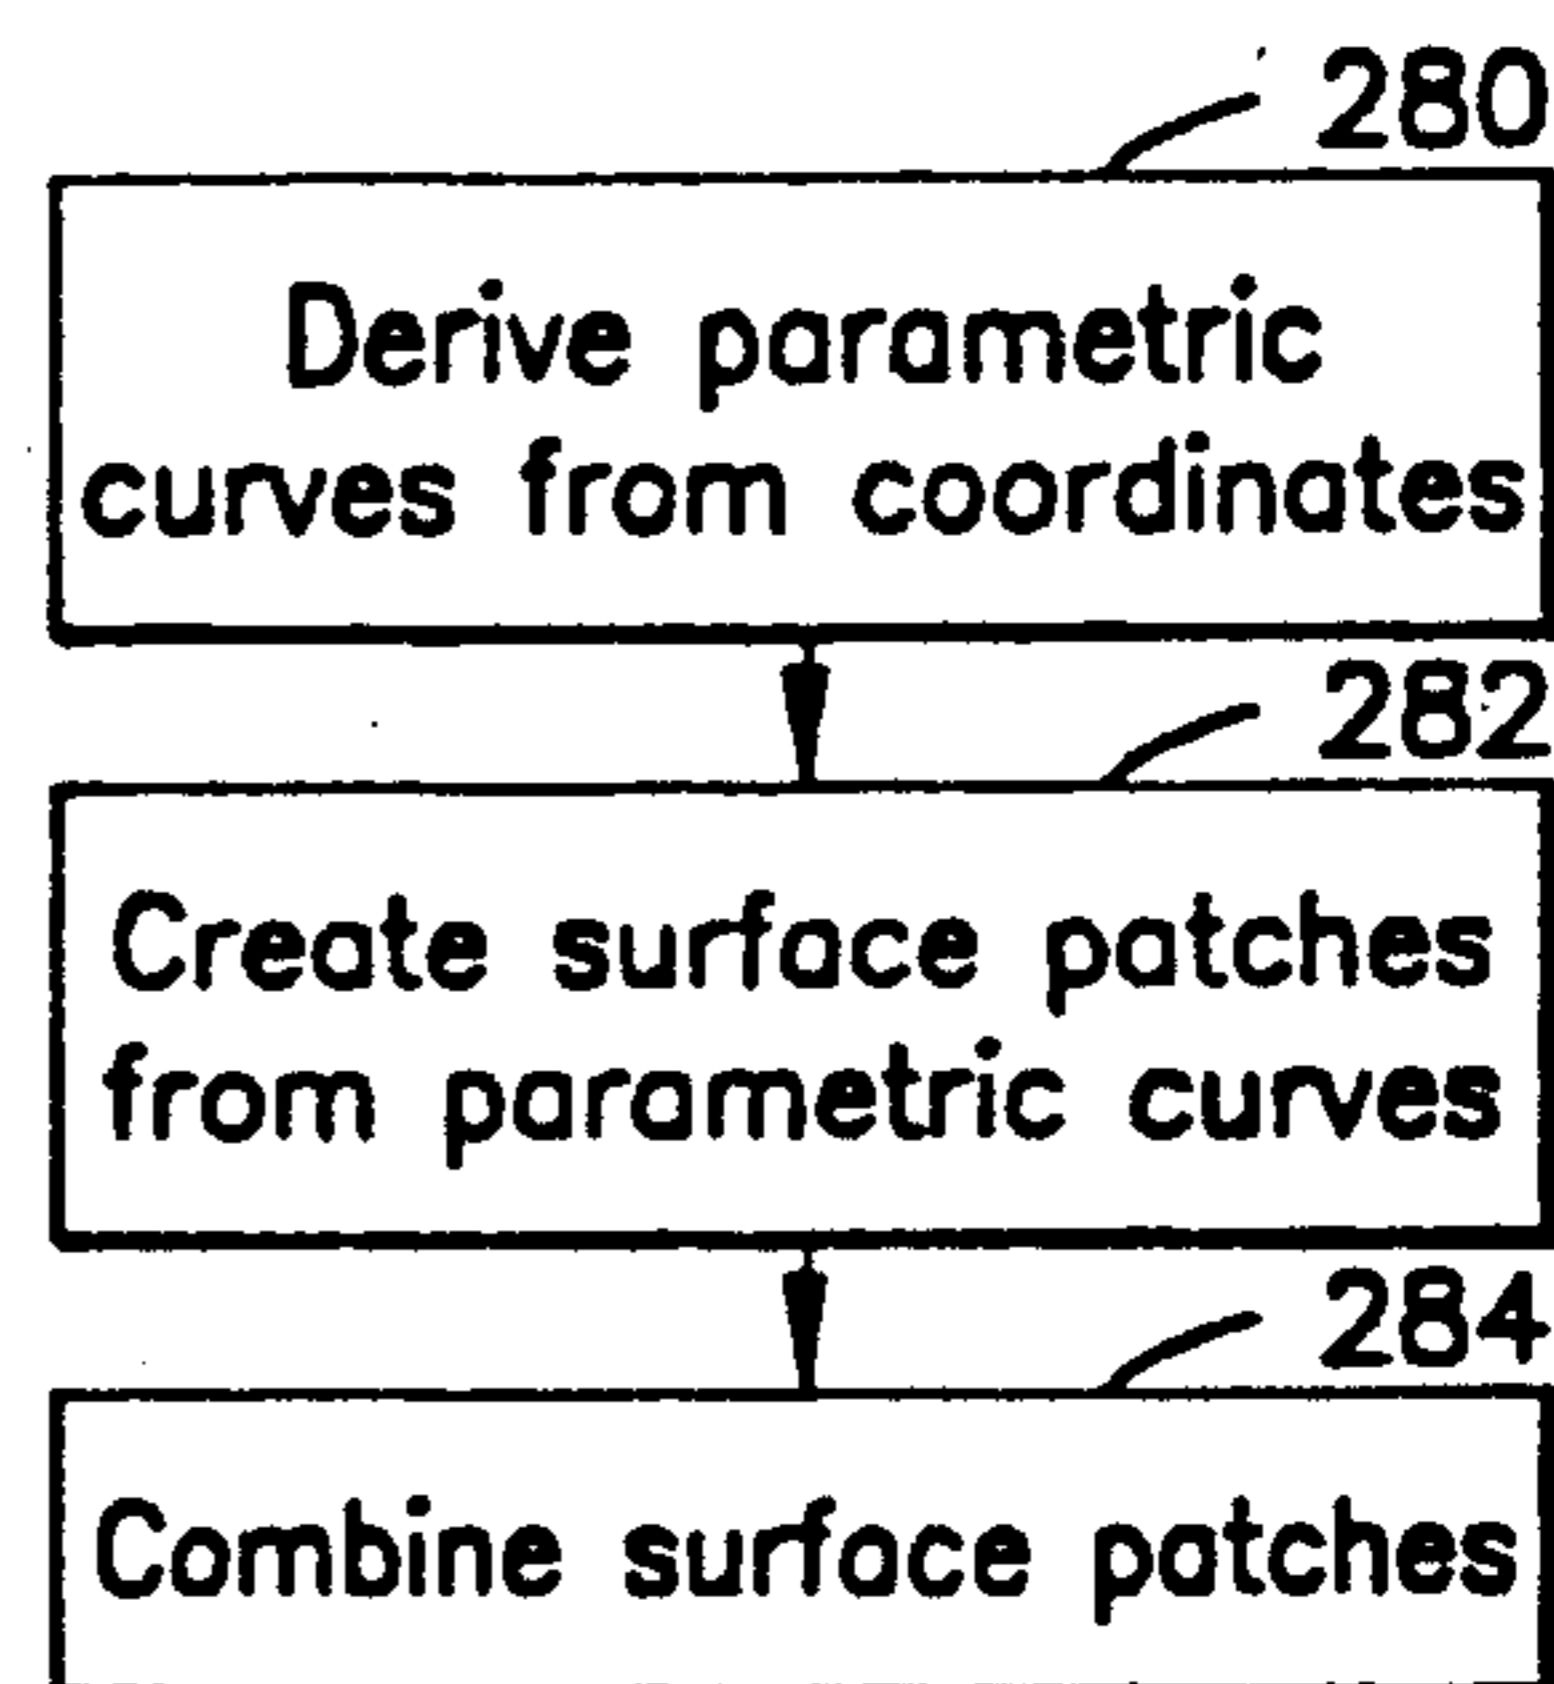 280
Derive parametric
curves from coordinates
282
Create surface patches
from parametric curves
284
Combine surface patches